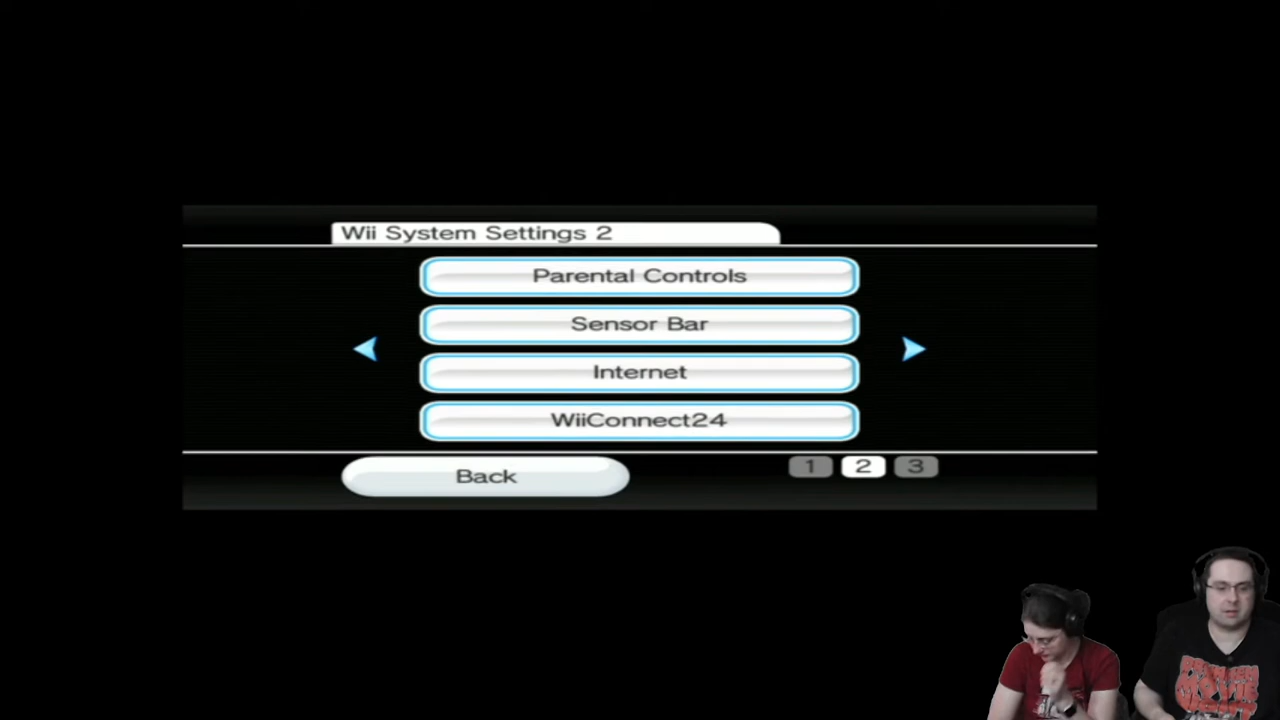 Wii System Settings 2
Parental Controls
Sensor Bar
Internet
WiiConnect24
Back
1 2 3